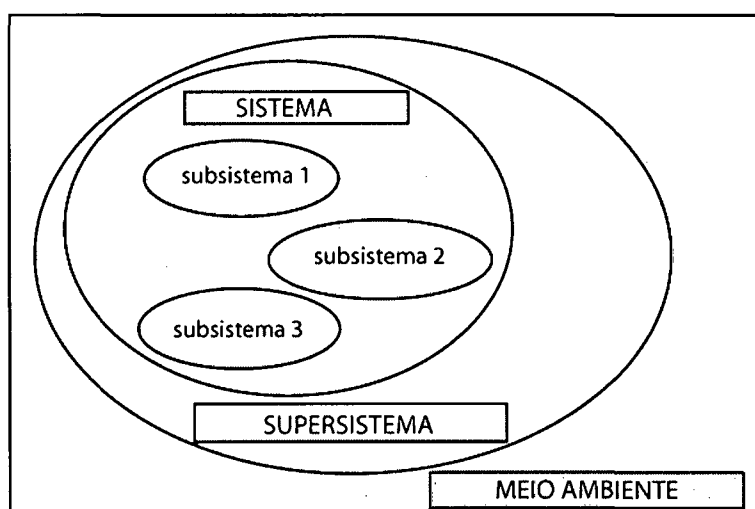 SISTEMA
subsistema 1
subsistema 2
subsistema 3
SUPERSISTEMA
MEIO AMBIENTE